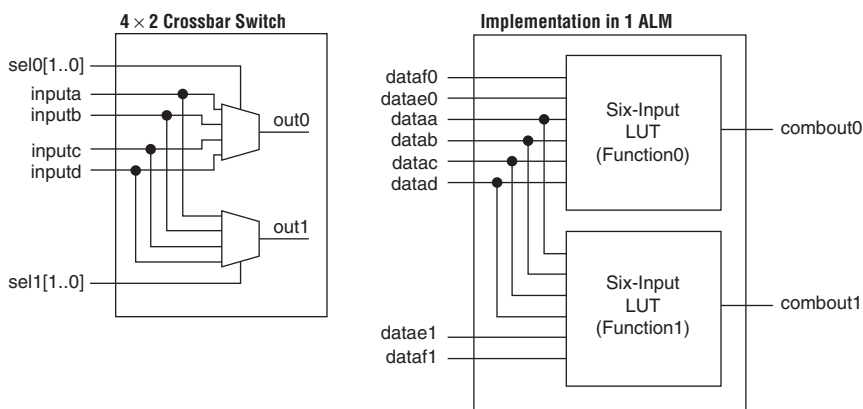 4 × 2 Crossbar Switch
sel0[1..0]
inputa
inputb
inputc
inputd
out0
out1
sel1[1..0]
Implementation in 1 ALM
dataf0
datae0
dataa
datab
datac
datad
Six-Input
LUT
(Function0)
combout0
Six-Input
LUT
(Function1)
combout1
datae1
dataf1